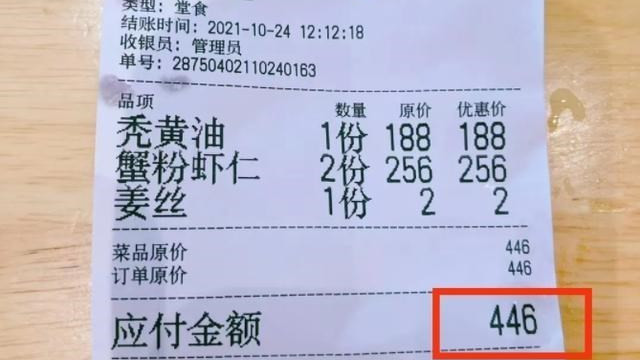 类型：堂食
结账时间：2021-10-24 12:12:18
收银员：管理员
单号：28750402110240163
品项 数量 原价 优惠价
秃黄油 1份 188 188
蟹粉虾仁 2份 256 256
姜丝 1份 2 2
菜品原价 446
订单原价 446
应付金额 446